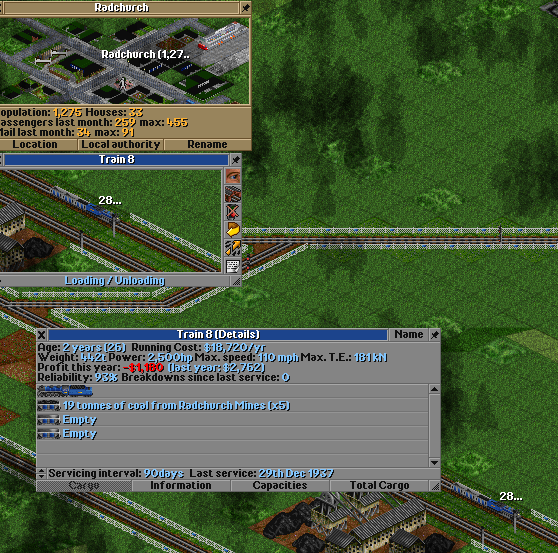 Radchurch
Radchurch (1,27..
opulation: 1,275 Houses: 33
assengers last month: 259 max: 455
Mail last month: 34 max: 91
Location Local authority Rename
Train 8
28...
Loading / Unloading
X Train 8 (Details) Name
Age: 2 years (25) Running Cost: $18,720/yr
Weight: 442t Power: 2,500hp Max. speed: 110 mph Max. T.E.: 181 kN
Profit this year: -$1,180 (last year: $2,762)
Reliability: 93% Breakdowns since last service: 0
19 tonnes of coal from Radchurch Mines (x5)
Empty
Empty
Servicing interval: 90days Last service: 29th Dec 1937
Cargo Information Capacities Total Cargo
28...